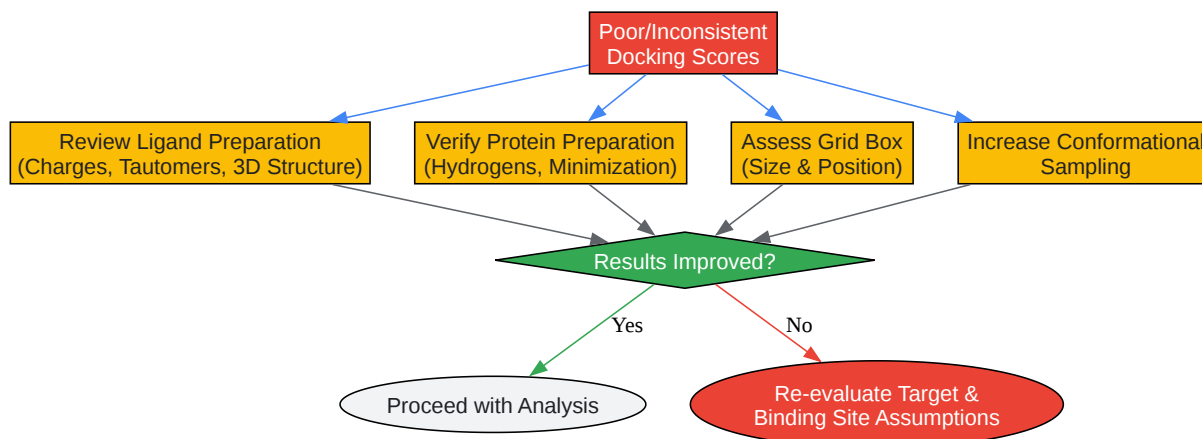 Poor/Inconsistent
Docking Scores
Review Ligand Preparation
(Charges, Tautomers, 3D Structure)
Verify Protein Preparation
(Hydrogens, Minimization)
Assess Grid Box
(Size & Position)
Increase Conformational
Sampling
Results Improved?
Yes
No
Proceed with Analysis
Re-evaluate Target &
Binding Site Assumptions